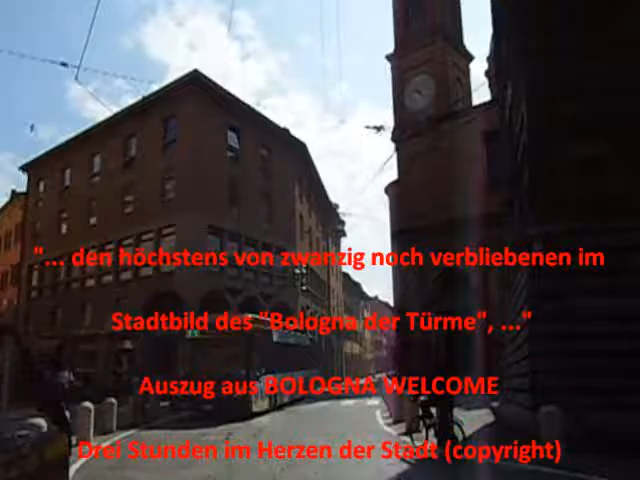 "... den höchstens von zwanzig noch verbliebenen im
Stadtbild des "Bologna der Türme", ..."
Auszug aus BOLOGNA WELCOME
Drei Stunden im Herzen der Stadt (copyright)